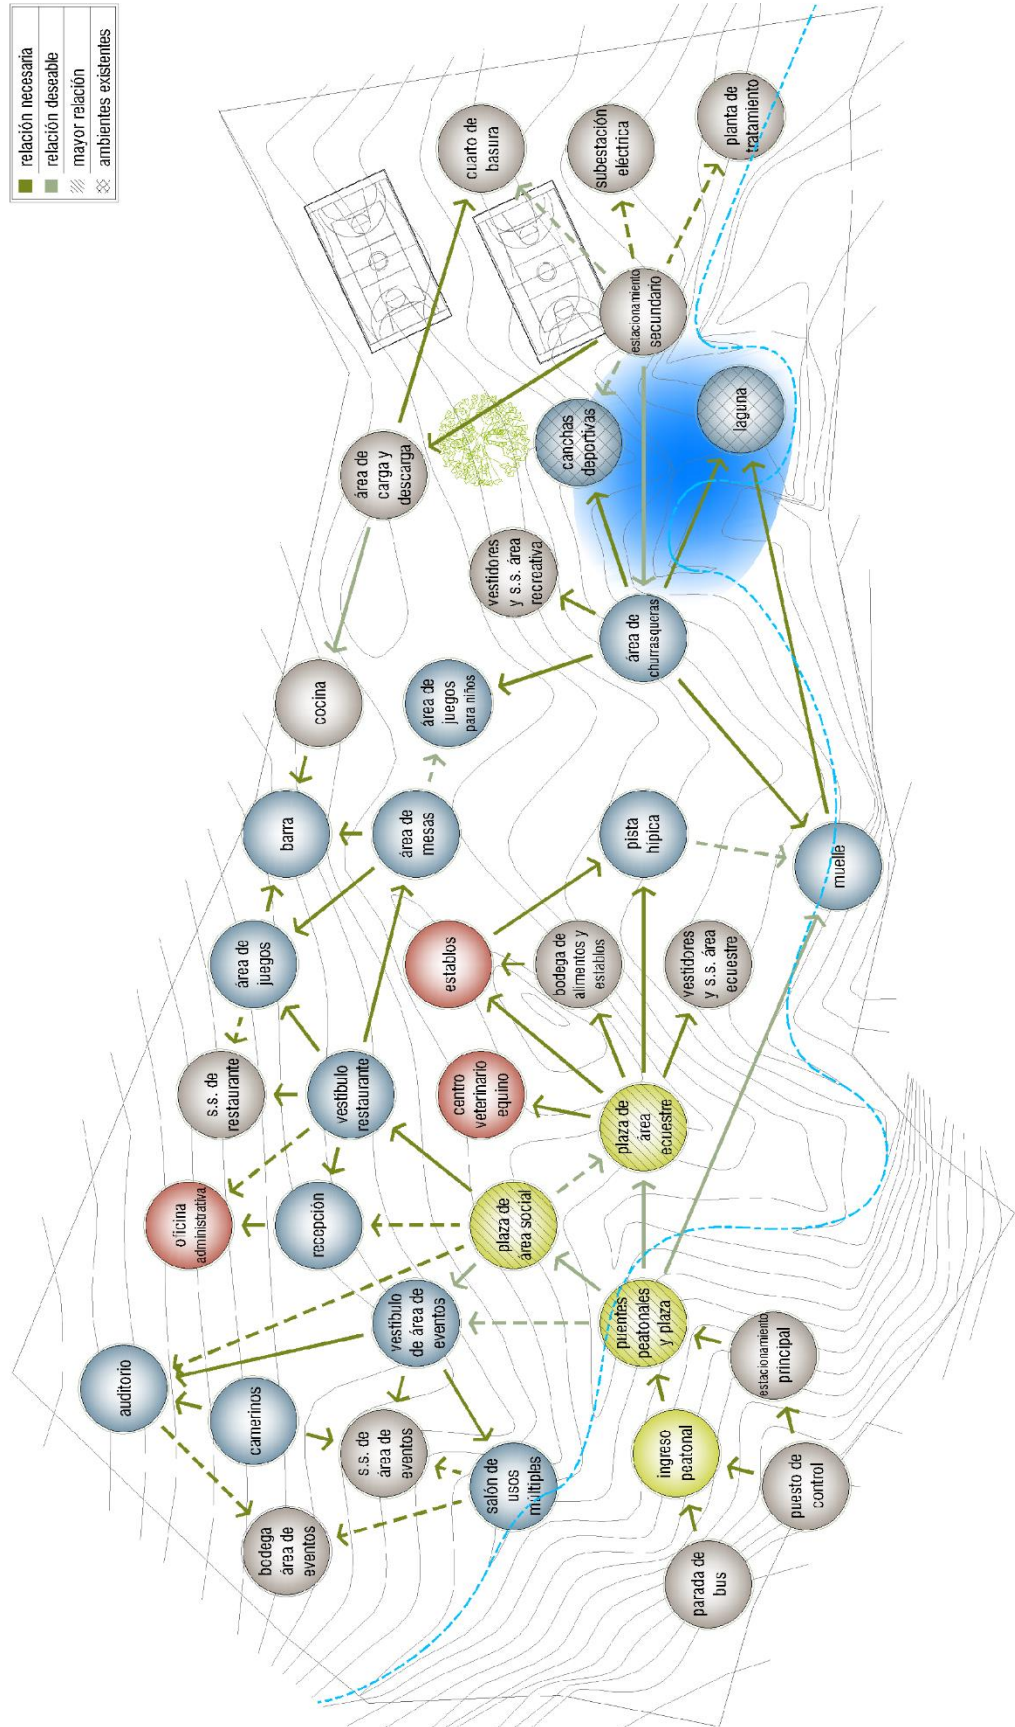 relación necesaria
relación deseable
mayor relación
ambientes existentes
cuarto de
basura
subestación
eléctrica
planta de
tratamiento
estacionamiento
secundario
área de
carga y
descarga
canchas
deportivas
laguna
vestidores
y s.s. área
recreativa
área de
churrasqueras
cocina
área de
juegos
para niños
barra
área de
mesas
pista
hípica
muelle
área de
juegos
establos
bodega de
alimentos y
establos
vestidores
y s.s. área
ecuestre
s.s. de
restaurante
vestíbulo
restaurante
centro
veterinario
equino
plaza de
área
ecuestre
oficina
administrativa
recepción
plaza de
área social
vestíbulo
de área de
eventos
puentes
peatonales
y plaza
estacionamiento
principal
auditorio
camerinos
s.s. de
área de
eventos
ingreso
peatonal
salón de
usos
múltiples
puesto de
control
bodega
área de
eventos
parada de
bus